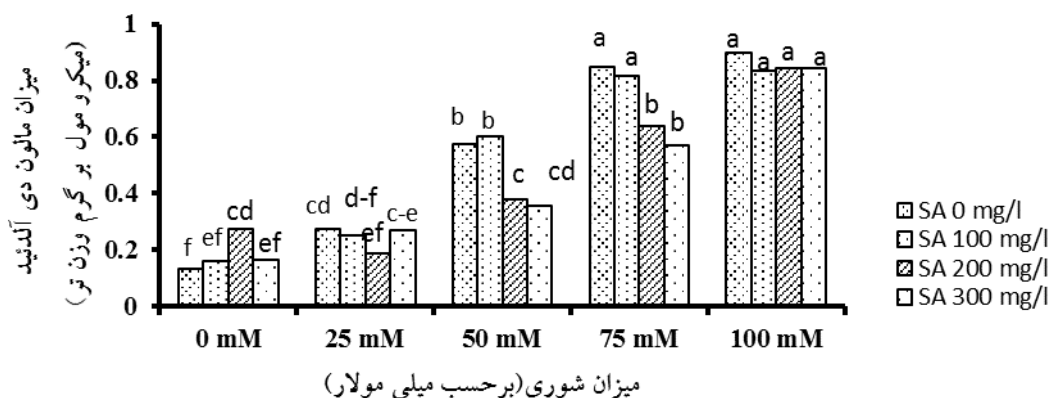 میزان مالون دی آلدئید
(میکرو مول بر گرم وزن تر)
1
0.8
0.6
0.4
0.2
0
f ef cd ef
cd d-f ef c-e
b b c cd
a a b b
a a a a
0 mM 25 mM 50 mM 75 mM 100 mM
میزان شوری(برحسب میلی مولار)
SA 0 mg/l
SA 100 mg/l
SA 200 mg/l
SA 300 mg/l